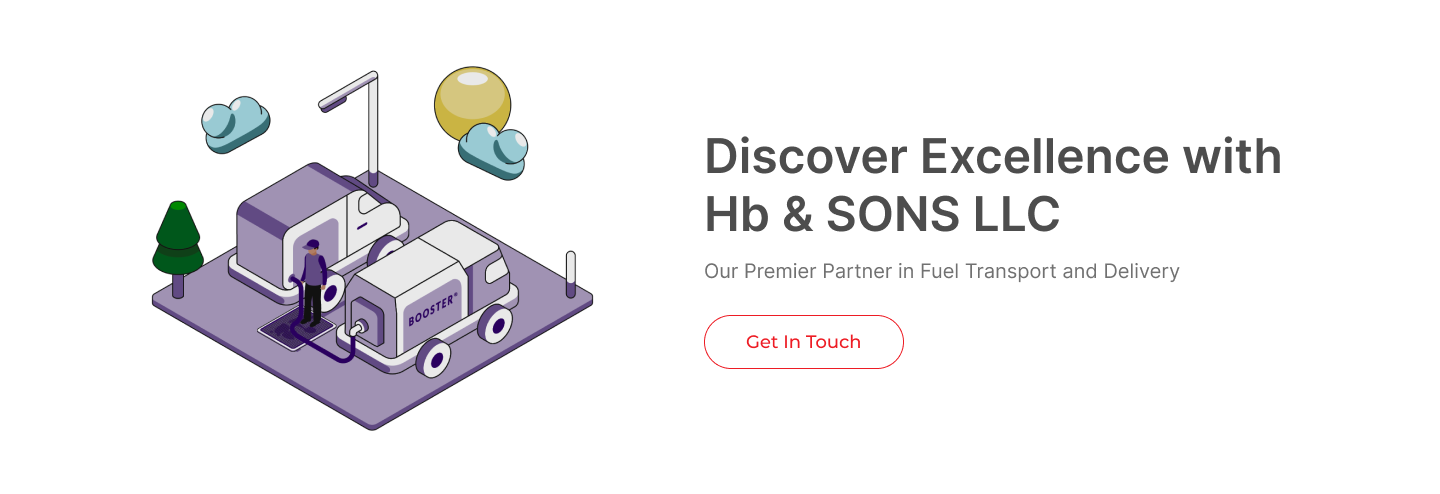 Discover Excellence with
Hb & SONS LLC
Our Premier Partner in Fuel Transport and Delivery
Get In Touch
BOOSTER